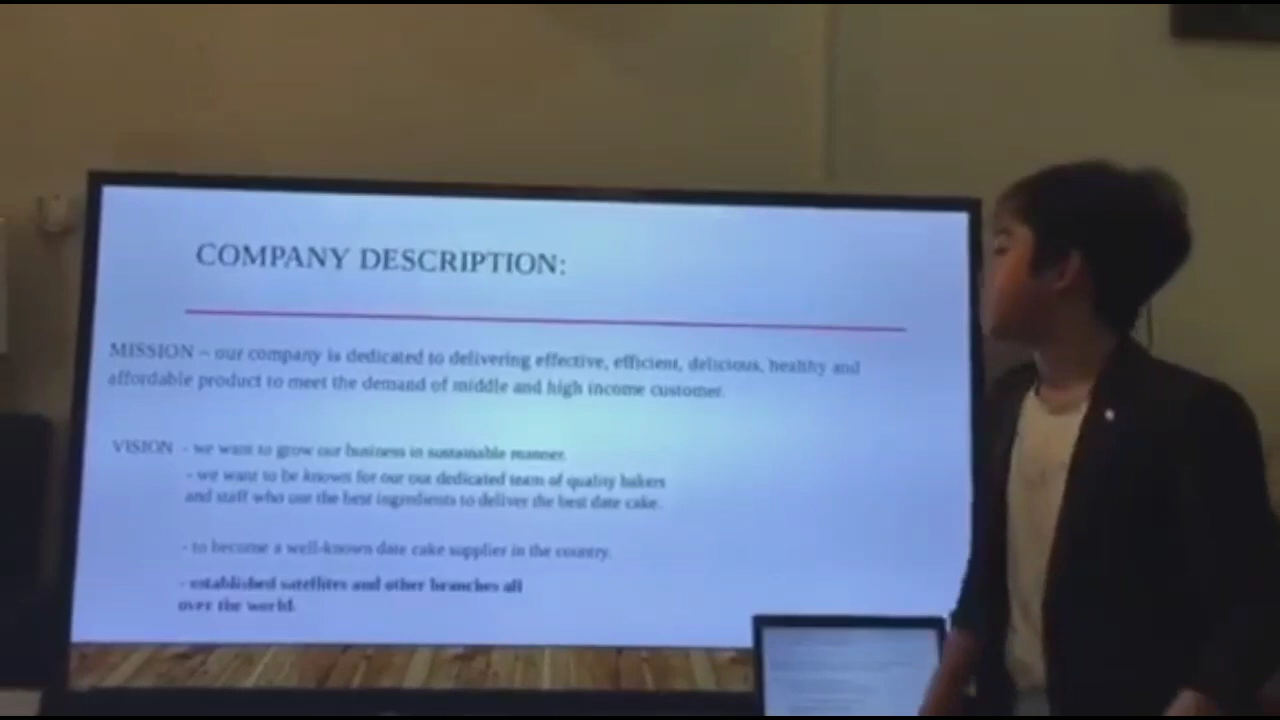 COMPANY DESCRIPTION:
MISSION – our company is dedicated to delivering effective, efficient, delicious, healthy and
affordable product to meet the demand of middle and high income customer.
VISION - we want to grow our business in sustainable manner.
- we want to be known for our our dedicated team of quality bakers
and staff who use the best ingredients to deliver the best date cake.
- to become a well-known date cake supplier in the country.
- established satellites and other branches all
over the world.